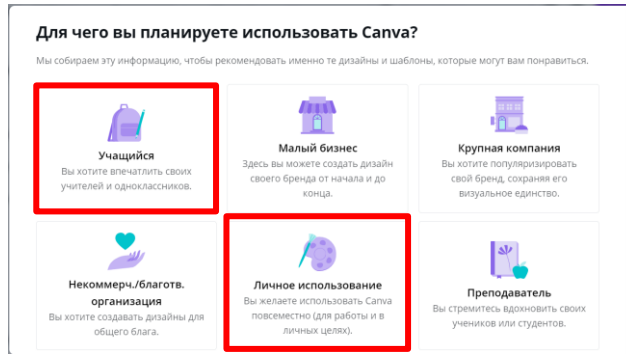 Для чего вы планируете использовать Canva?
Мы собираем эту информацию, чтобы рекомендовать именно те дизайны и шаблоны, которые могут вам понравиться.
Учащийся
Вы хотите впечатлить своих
учителей и одноклассников.
Малый бизнес
Здесь вы можете создать дизайн
своего бренда от начала и до
конца.
Крупная компания
Вы хотите популяризировать
свой бренд, сохраняя его
визуальное единство.
Некоммерч./благотв.
организация
Вы хотите создавать дизайны для
общего блага.
Личное использование
Вы желаете использовать Canva
повсеместно (для работы и в
личных целях).
Преподаватель
Вы стремитесь вдохновить своих
учеников или студентов.